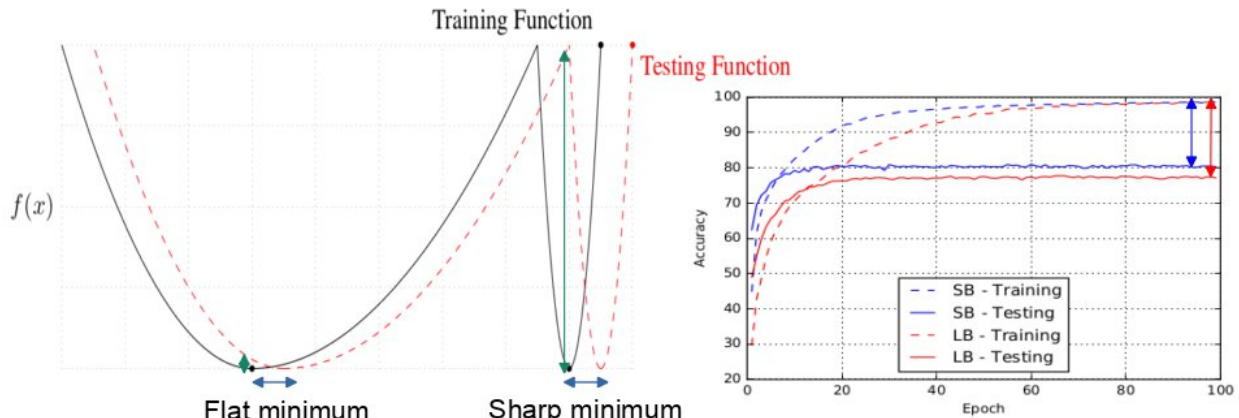 Training Function
Testing Function
f(x)
Flat minimum
Sharp minimum
100
90
80
70
60
50
40
30
20
Accuracy
SB - Training
SB - Testing
LB - Training
LB - Testing
0
20
40
60
80
100
Epoch